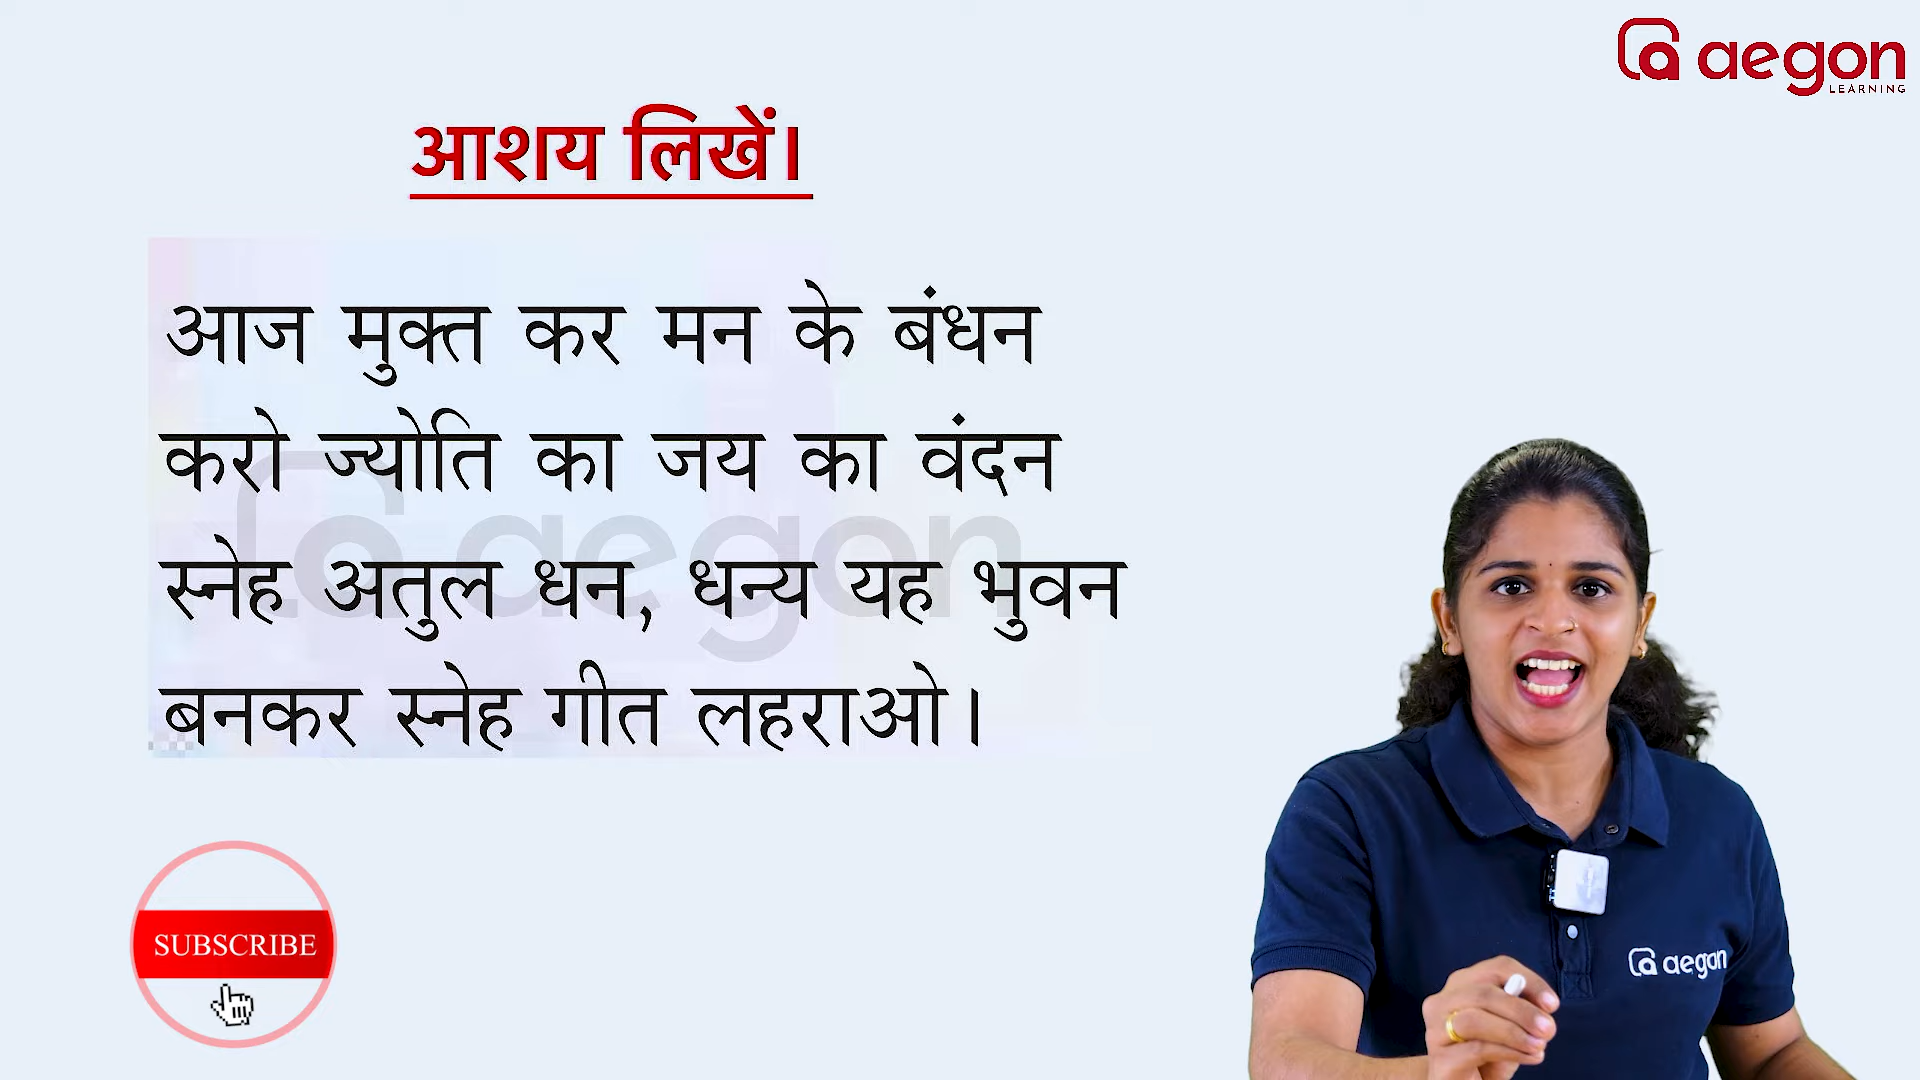 aegon
LEARNING
आशय लिखें।
आज मुक्त कर मन के बंधन
करो ज्योति का जय का वंदन
स्नेह अतुल धन, धन्य यह भुवन
बनकर स्नेह गीत लहराओ।
aegon
SUBSCRIBE
aegon